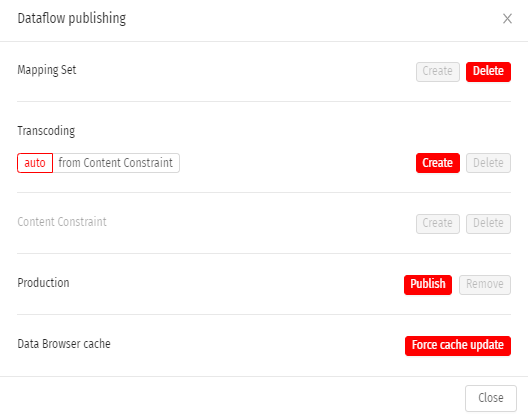 Dataflow publishing
Mapping Set Create Delete
Transcoding
auto from Content Constraint Create Delete
Content Constraint Create Delete
Production Publish Remove
Data Browser cache Force cache update
Close